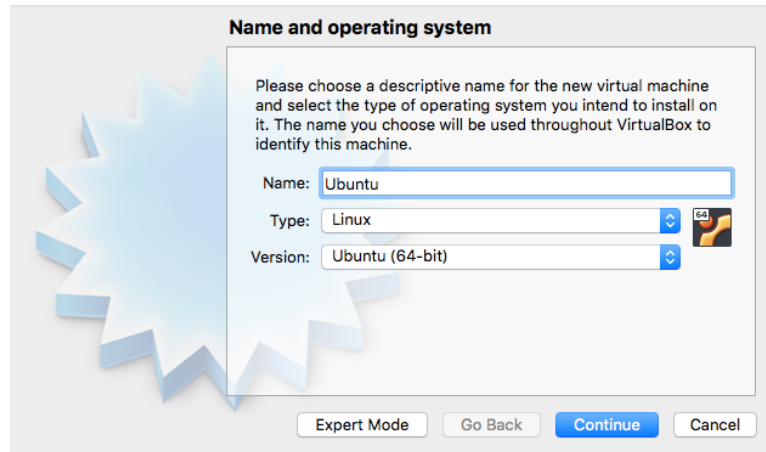 Name and operating system
Please choose a descriptive name for the new virtual machine
and select the type of operating system you intend to install on
it. The name you choose will be used throughout VirtualBox to
identify this machine.
Name: Ubuntu
Type: Linux
64
Version: Ubuntu (64-bit)
Expert Mode Go Back Continue Cancel